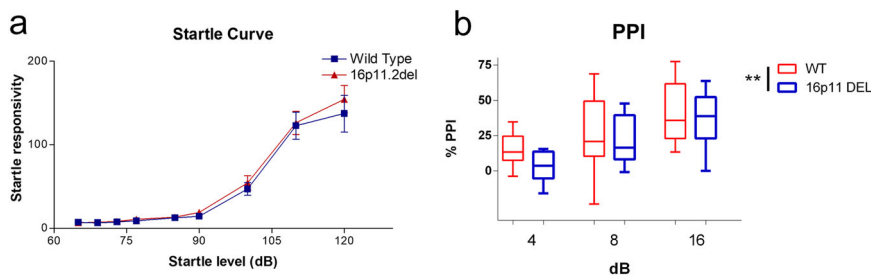 a
Startle Curve
Wild Type
16p11.2del
Startle responsivity
200
100
0
60
75
90
105
120
Startle level (dB)
b
PPI
WT
16p11 DEL
**
% PPI
75
50
25
0
4
8
16
dB